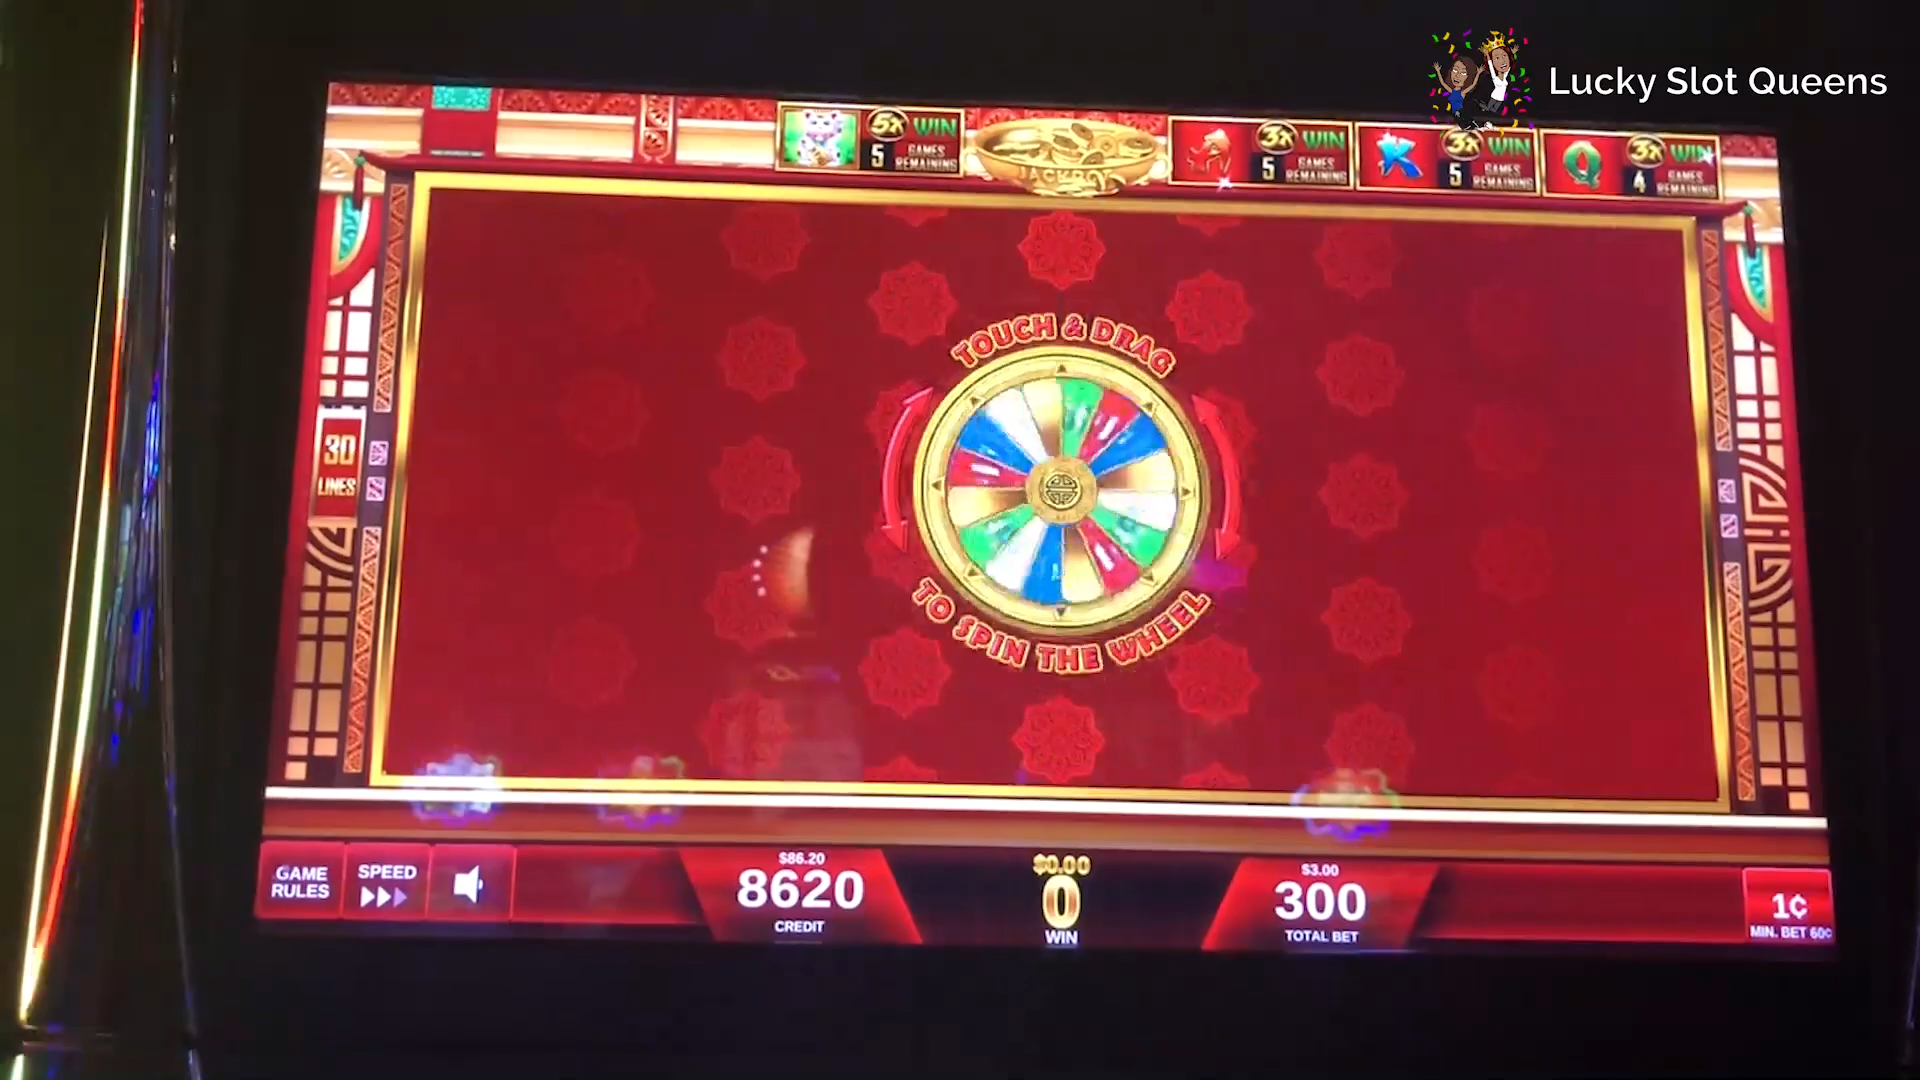 Lucky Slot Queens
5X WIN
5 GAMES REMAINING
JACKPOT
3X WIN
5 GAMES REMAINING
K
3X WIN
5 GAMES REMAINING
Q
3X WIN
4 GAMES REMAINING
TOUCH & DRAG
TO SPIN THE WHEEL
30
LINES
GAME
RULES
SPEED
$86.20
8620
CREDIT
$0.00
0
WIN
$3.00
300
TOTAL BET
1¢
MIN. BET 60¢